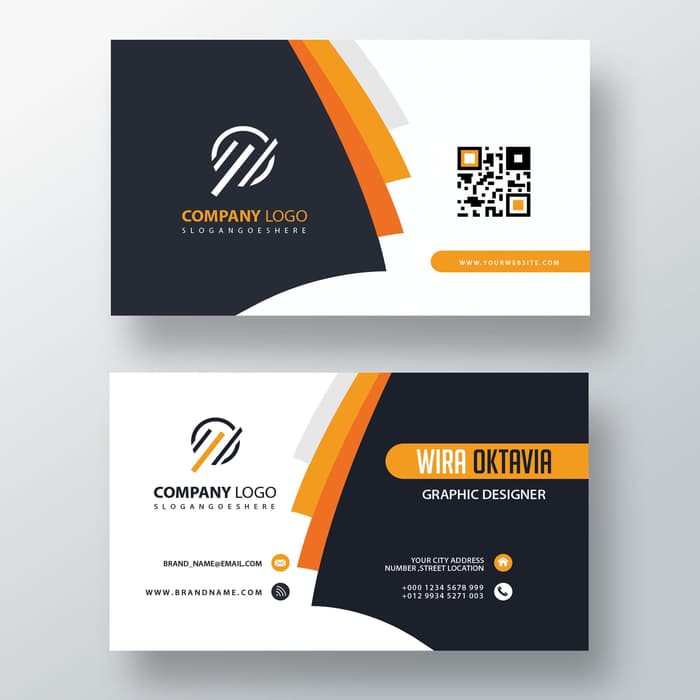 COMPANY LOGO
SLOGANGOESHERE
WWW.YOURWEBSITE.COM
COMPANY LOGO
SLOGANGOESHERE
BRAND_NAME@EMAIL.COM
WWW.BRANDNAME.COM
WIRA OKTAVIA
GRAPHIC DESIGNER
YOUR CITY ADDRESS
NUMBER ,STREET LOCATION
+000 1234 5678 999
+012 9934 5271 003